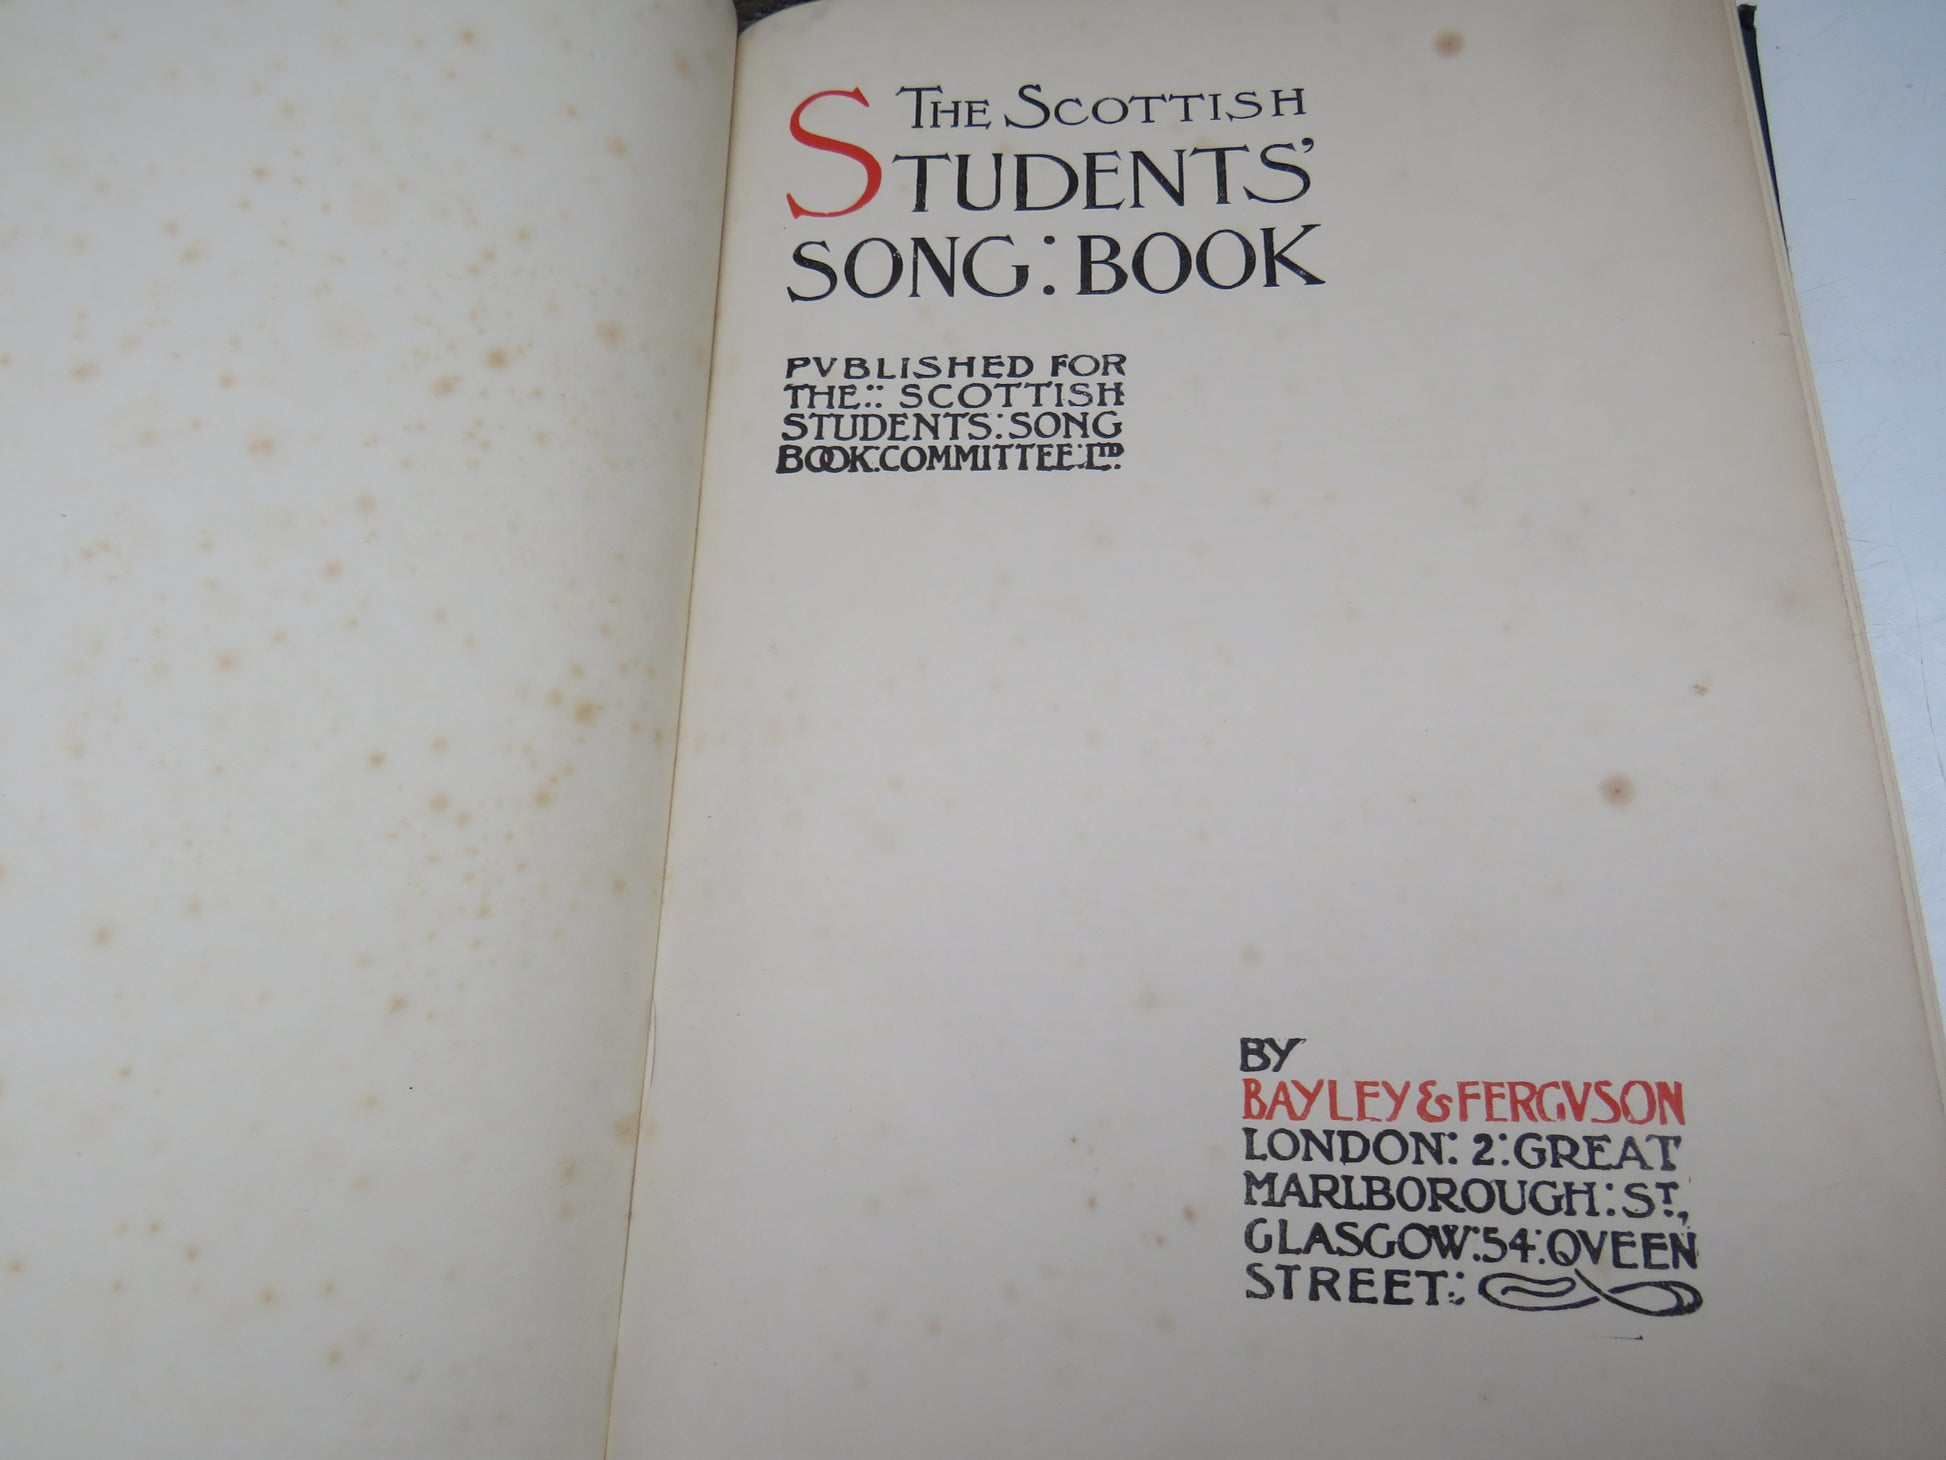 THE SCOTTISH
STUDENTS'
SONG : BOOK
PVBLISHED FOR
THE :: SCOTTISH
STUDENTS : SONG
BOOK : COMMITTEE : LTD.
BY
BAYLEY & FERGVSON
LONDON : 2 : GREAT
MARLBOROUGH : ST.,
GLASGOW : 54 : QVEEN
STREET :